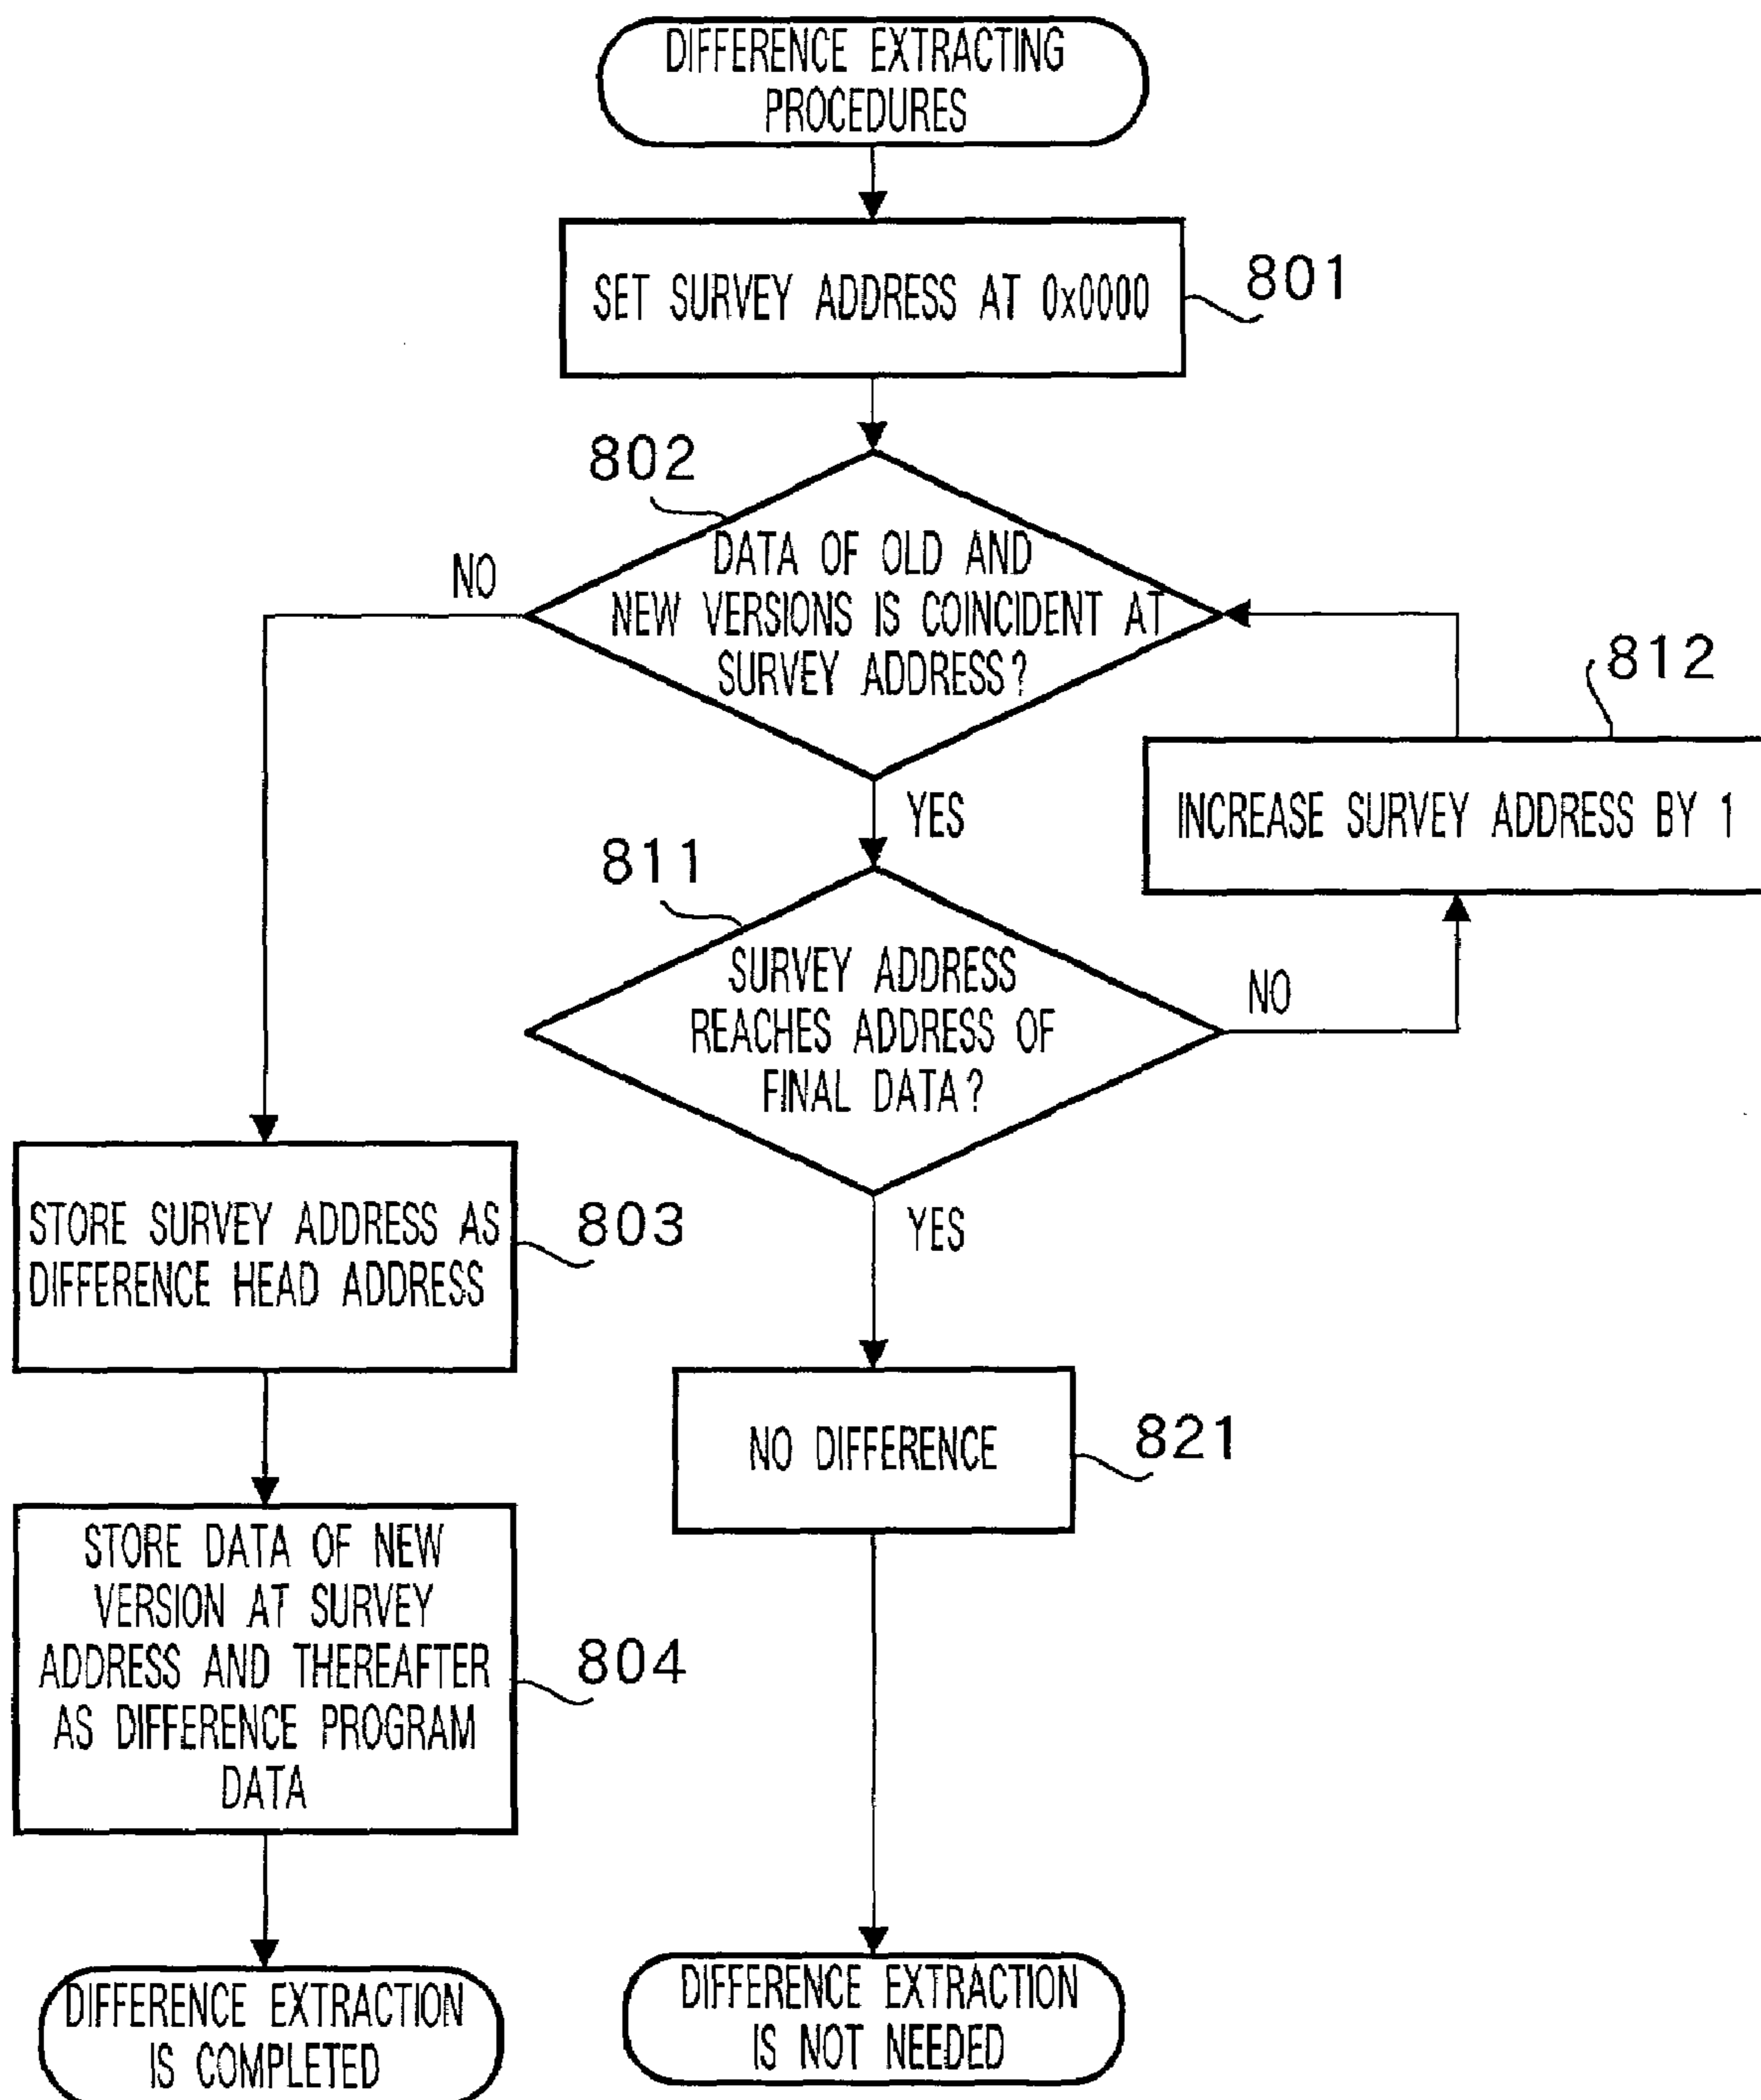 DIFFERENCE EXTRACTING
PROCEDURES
SET SURVEY ADDRESS AT 0x0000
801
802
DATA OF OLD AND
NEW VERSIONS IS COINCIDENT AT
SURVEY ADDRESS?
NO
YES
812
INCREASE SURVEY ADDRESS BY 1
811
SURVEY ADDRESS
REACHES ADDRESS OF
FINAL DATA?
NO
YES
STORE SURVEY ADDRESS AS
DIFFERENCE HEAD ADDRESS
803
NO DIFFERENCE
821
STORE DATA OF NEW
VERSION AT SURVEY
ADDRESS AND THEREAFTER
AS DIFFERENCE PROGRAM
DATA
804
DIFFERENCE EXTRACTION
IS COMPLETED
DIFFERENCE EXTRACTION
IS NOT NEEDED